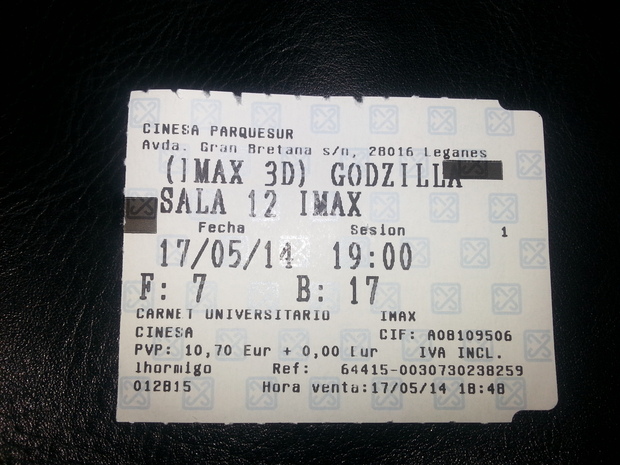 CINESA PARQUESUR
Avda. Gran Bretana s/n, 28016 Leganes
(IMAX 3D) GODZILLA
SALA 12 IMAX
Fecha Sesion 1
17/05/14 19:00
F: 7 B: 17
CARNET UNIVERSITARIO IMAX
CINESA CIF: A08109506
PVP: 10,70 Eur + 0,00 Eur IVA INCL.
lhormigo Ref: 64415-0030730238259
012B15 Hora venta:17/05/14 18:48